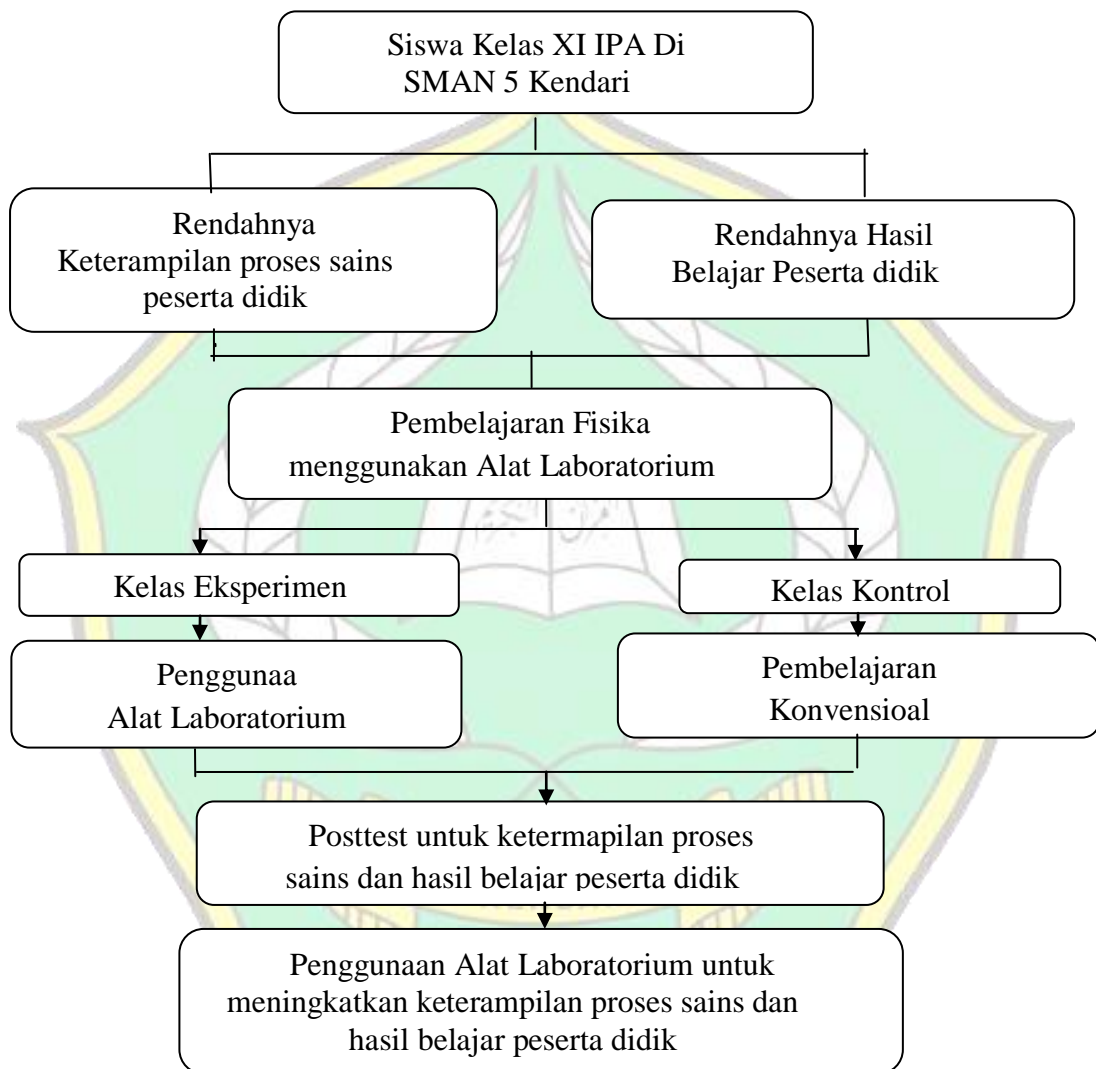 Siswa Kelas XI IPA Di
SMAN 5 Kendari
Rendahnya
Keterampilan proses sains
peserta didik
Rendahnya Hasil
Belajar Peserta didik
Pembelajaran Fisika
menggunakan Alat Laboratorium
Kelas Eksperimen
Kelas Kontrol
Penggunaa
Alat Laboratorium
Pembelajaran
Konvensioal
Posttest untuk ketermapilan proses
sains dan hasil belajar peserta didik
Penggunaan Alat Laboratorium untuk
meningkatkan keterampilan proses sains dan
hasil belajar peserta didik